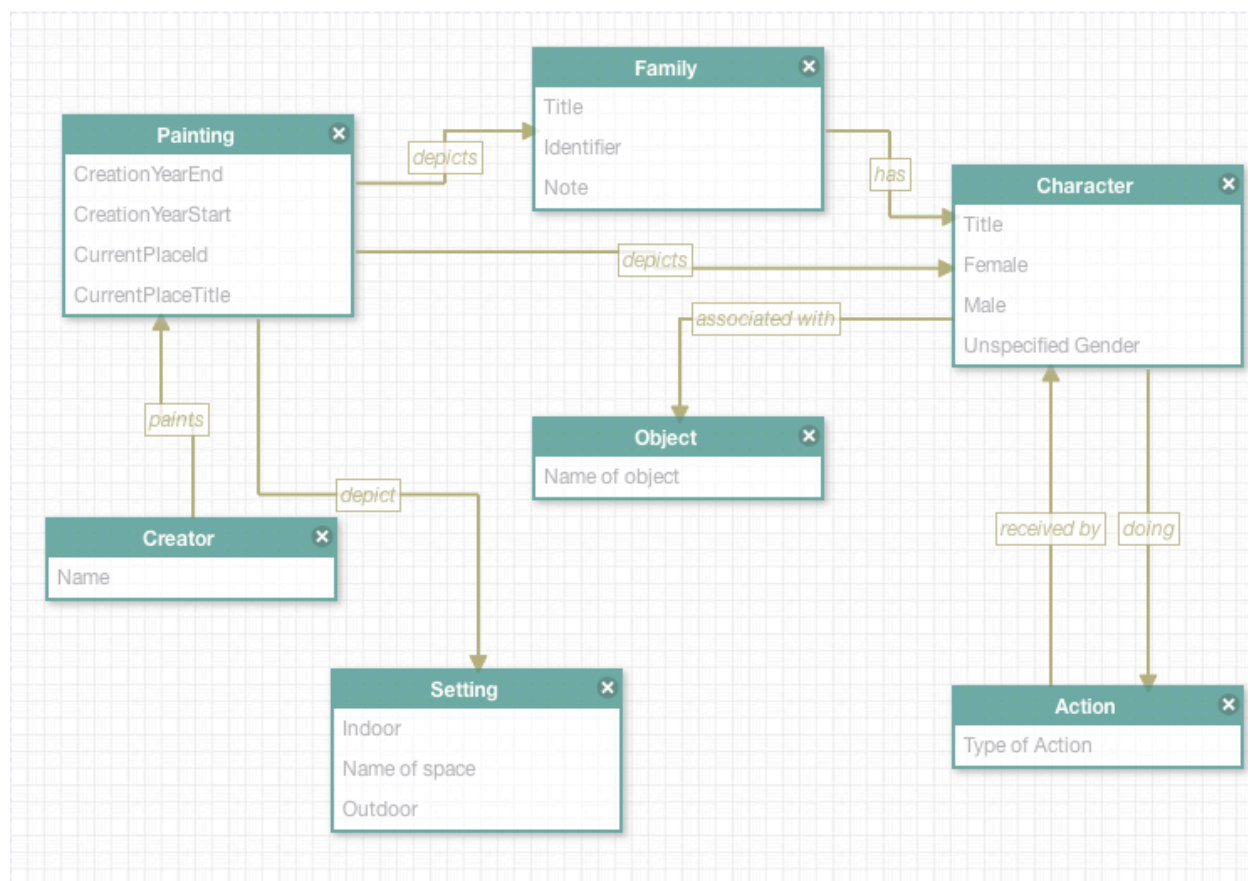 Family
Title
Identifier
Note
Painting
CreationYearEnd
CreationYearStart
CurrentPlaceId
CurrentPlaceTitle
depicts
has
Character
Title
Female
Male
Unspecified Gender
depicts
associated with
paints
Object
Name of object
depict
Creator
Name
received by
doing
Setting
Indoor
Name of space
Outdoor
Action
Type of Action